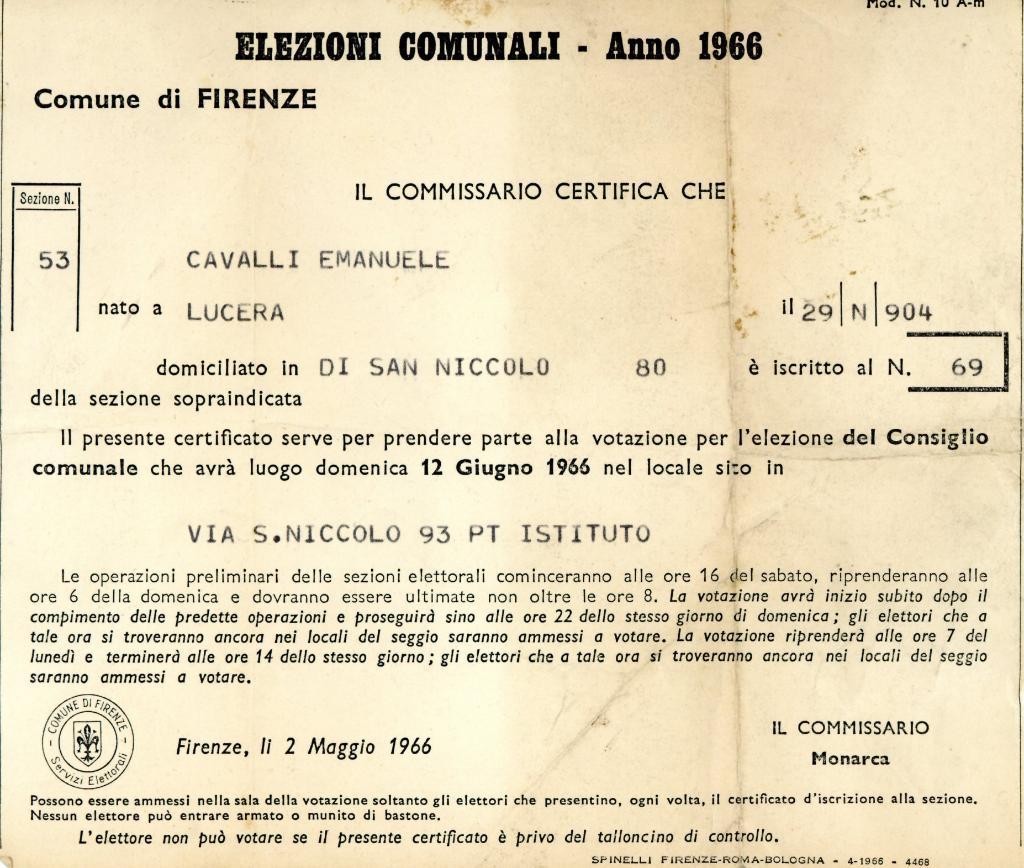 Mod. N. 10 A-m
ELEZIONI COMUNALI - Anno 1966
Comune di FIRENZE
IL COMMISSARIO CERTIFICA CHE
Sezione N.
53 CAVALLI EMANUELE
nato a LUCERA il 29|N|904
domiciliato in DI SAN NICCOLO 80 è iscritto al N. 69
della sezione sopraindicata
Il presente certificato serve per prendere parte alla votazione per l'elezione del Consiglio
comunale che avrà luogo domenica 12 Giugno 1966 nel locale sito in
VIA S.NICCOLO 93 PT ISTITUTO
Le operazioni preliminari delle sezioni elettorali cominceranno alle ore 16 del sabato, riprenderanno alle
ore 6 della domenica e dovranno essere ultimate non oltre le ore 8. La votazione avrà inizio subito dopo il
compimento delle predette operazioni e proseguirà sino alle ore 22 dello stesso giorno di domenica; gli elettori che a
tale ora si troveranno ancora nei locali del seggio saranno ammessi a votare. La votazione riprenderà alle ore 7 del
lunedì e terminerà alle ore 14 dello stesso giorno; gli elettori che a tale ora si troveranno ancora nei locali del seggio
saranno ammessi a votare.
COMUNE DI FIRENZE
- Servizi Elettorali -
Firenze, li 2 Maggio 1966
IL COMMISSARIO
Monarca
Possono essere ammessi nella sala della votazione soltanto gli elettori che presentino, ogni volta, il certificato d'iscrizione alla sezione.
Nessun elettore può entrare armato o munito di bastone.
L'elettore non può votare se il presente certificato è privo del talloncino di controllo.
SPINELLI FIRENZE-ROMA-BOLOGNA - 4-1966 - 4468